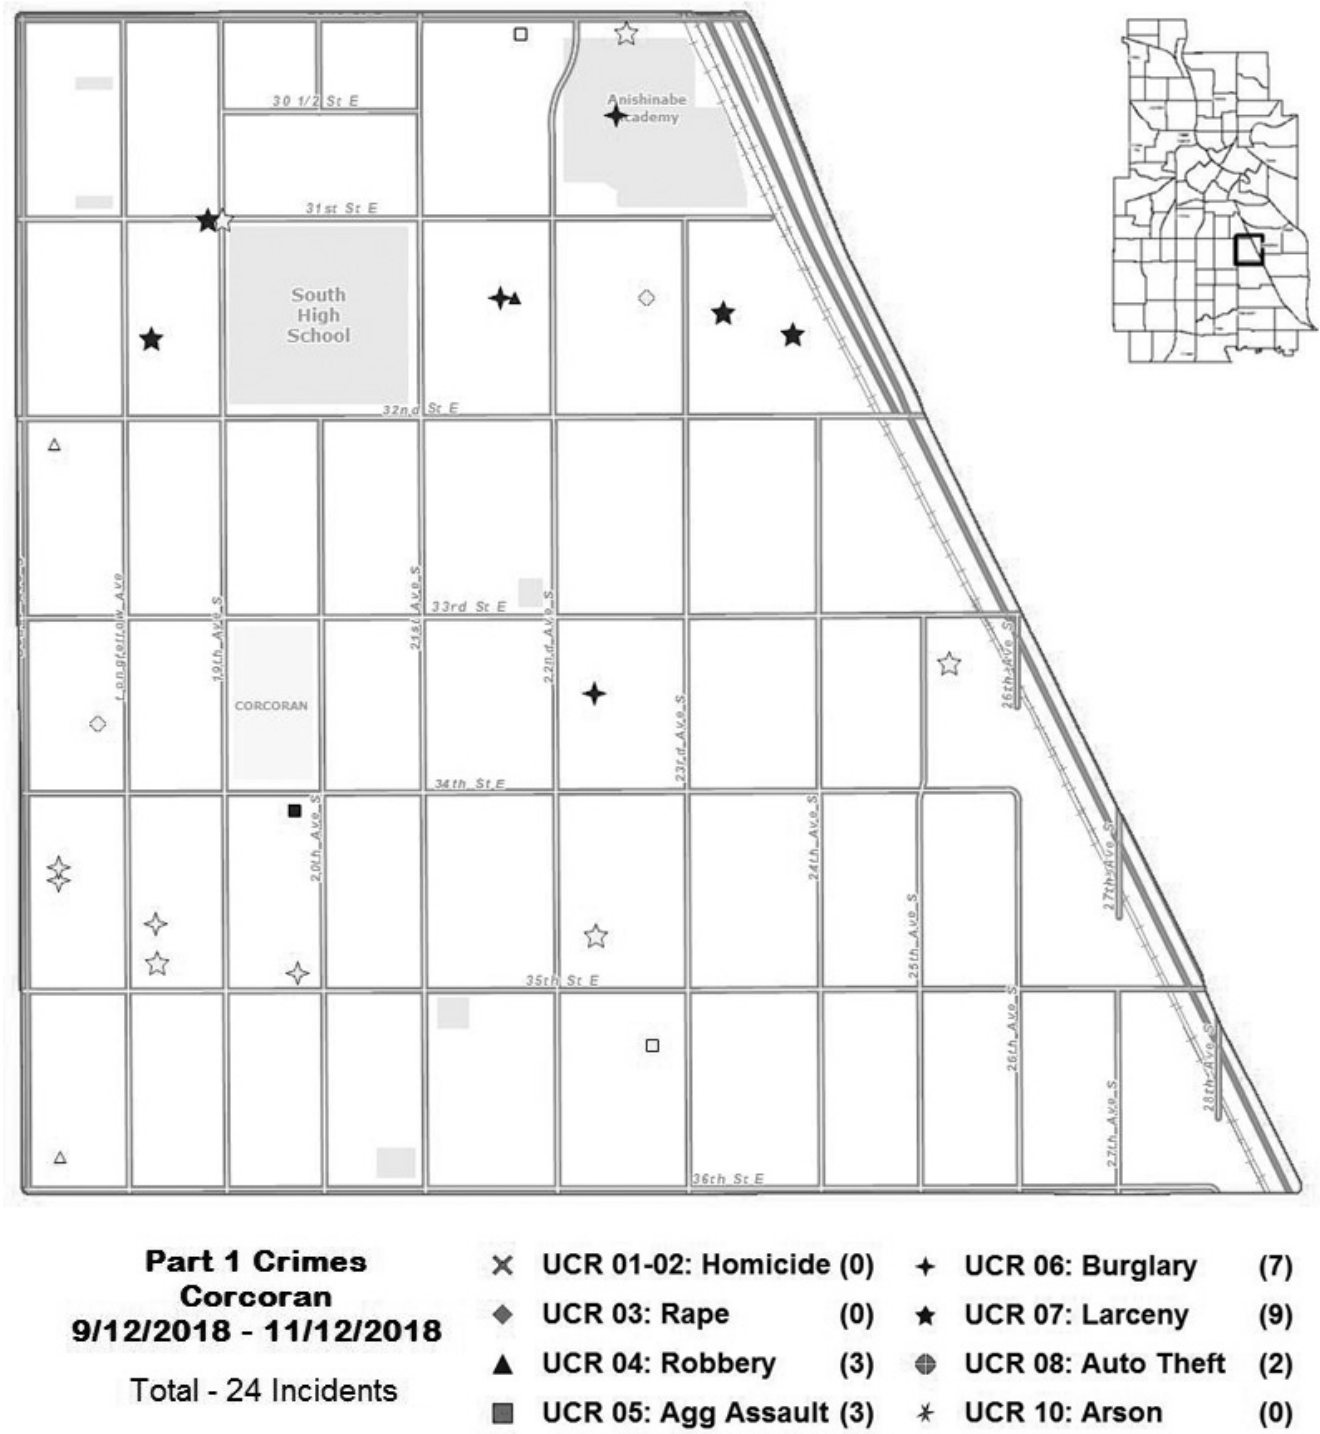 30 1/2 St E
Anishinabe
Academy
31st St E
South
High
School
32nd St E
Longfellow Ave
19th Ave S
21st Ave S
33rd St E
22nd Ave S
26th Ave S
CORCORAN
23rd Ave S
34th St E
20th Ave S
24th Ave S
27th Ave S
25th Ave S
35th St E
26th Ave S
28th Ave S
27th Ave S
36th St E
Part 1 Crimes
Corcoran
9/12/2018 - 11/12/2018
Total - 24 Incidents
UCR 01-02: Homicide (0)
UCR 03: Rape (0)
UCR 04: Robbery (3)
UCR 05: Agg Assault (3)
UCR 06: Burglary (7)
UCR 07: Larceny (9)
UCR 08: Auto Theft (2)
UCR 10: Arson (0)